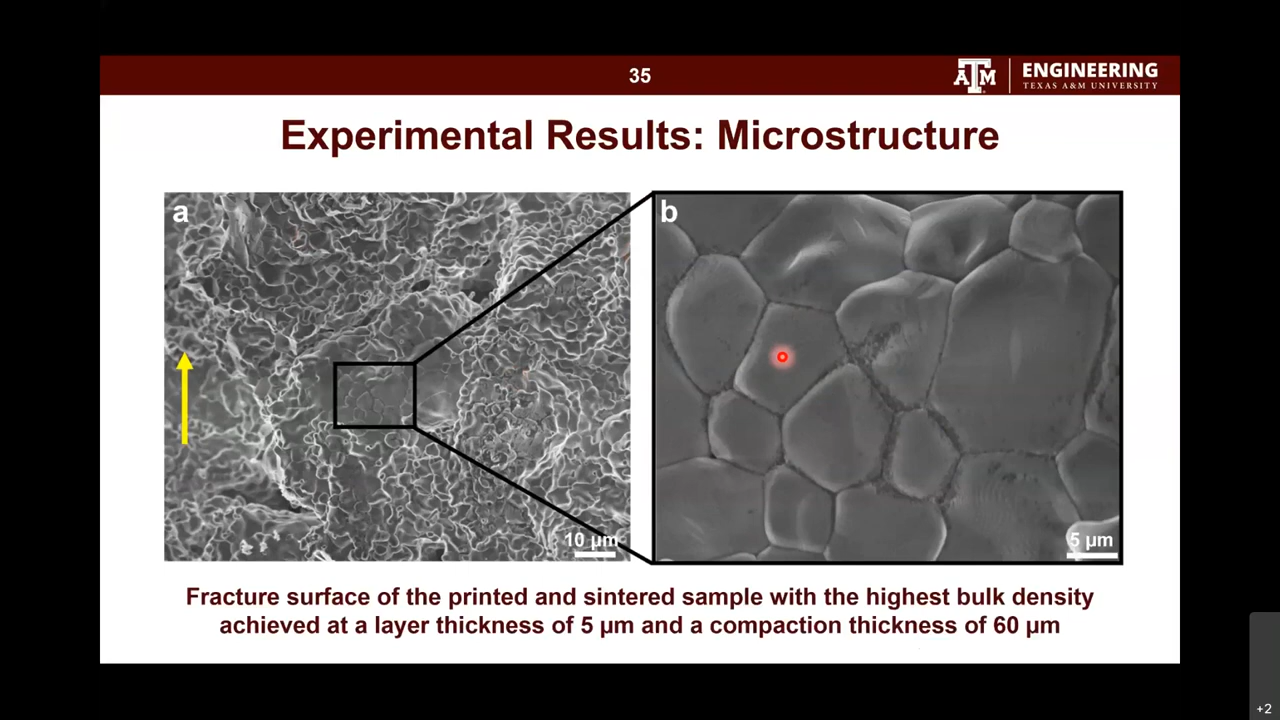 35
ATM
ENGINEERING
TEXAS A&M UNIVERSITY
Experimental Results: Microstructure
a
b
10 μm
5 μm
Fracture surface of the printed and sintered sample with the highest bulk density
achieved at a layer thickness of 5 μm and a compaction thickness of 60 μm
+2